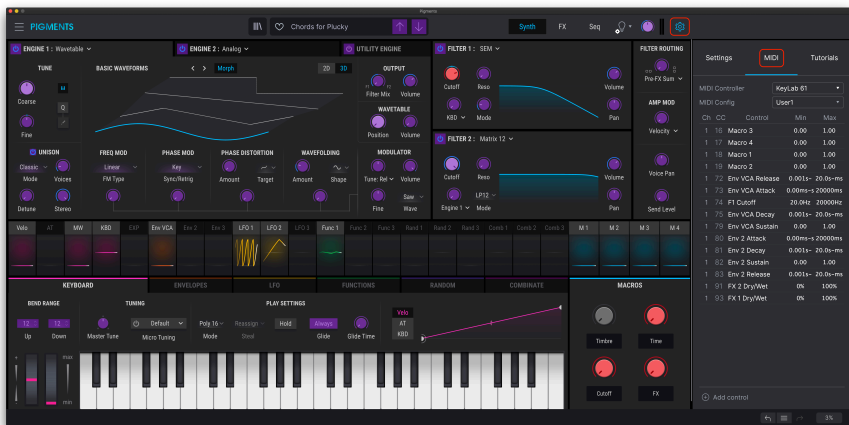 Pigments
PIGMENTS
Chords for Plucky
Synth FX Seq
ENGINE 1 : Wavetable
ENGINE 2 : Analog
UTILITY ENGINE
FILTER 1 : SEM
FILTER ROUTING
Settings MIDI Tutorials
TUNE
BASIC WAVEFORMS
Morph
2D 3D
OUTPUT
Coarse
Q
Fine
Filter Mix Volume
WAVETABLE
Position Volume
Cutoff Reso Volume
KBD Mode Pan
Pre-FX Sum
AMP MOD
Velocity
MIDI Controller KeyLab 61
MIDI Config User1
Ch CC Control Min Max
1 16 Macro 3 0.00 1.00
1 17 Macro 4 0.00 1.00
1 18 Macro 1 0.00 1.00
1 19 Macro 2 0.00 1.00
1 72 Env VCA Release 0.001s- 20.0s-ms
1 73 Env VCA Attack 0.00ms-s 20000ms
1 74 F1 Cutoff 20.0Hz 20000Hz
1 75 Env VCA Decay 0.001s- 20.0s-ms
1 79 Env VCA Sustain 0.00 1.00
1 80 Env 2 Attack 0.00ms-s 20000ms
1 81 Env 2 Decay 0.001s- 20.0s-ms
1 82 Env 2 Sustain 0.00 1.00
1 83 Env 2 Release 0.001s- 20.0s-ms
1 91 FX 2 Dry/Wet 0% 100%
1 93 FX 1 Dry/Wet 0% 100%
UNISON
Classic
Mode Voices
Detune Stereo
FREQ MOD
Linear
FM Type
PHASE MOD
Key
Sync/Retrig
PHASE DISTORTION
Amount Target
WAVEFOLDING
Amount Shape
MODULATOR
Tune: Rel Volume
Saw
Fine Wave
FILTER 2 : Matrix 12
Cutoff Reso Volume
LP12
Engine 1 Mode Pan
Voice Pan
Send Level
Velo AT MW KBD EXP Env VCA Env 2 Env 3 LFO 1 LFO 2 LFO 3 Func 1 Func 2 Func 3 Rand 1 Rand 2 Rand 3 Comb 1 Comb 2 Comb 3 M 1 M 2 M 3 M 4
KEYBOARD ENVELOPES LFO FUNCTIONS RANDOM COMBINATE MACROS
BEND RANGE
12 12
Up Down
TUNING
Default
Master Tune Micro Tuning
PLAY SETTINGS
Poly 16 Reassign Hold Always
Mode Steal Glide Glide Time
Velo
AT
KBD
Timbre Time
Cutoff FX
max
min
Add control
3%